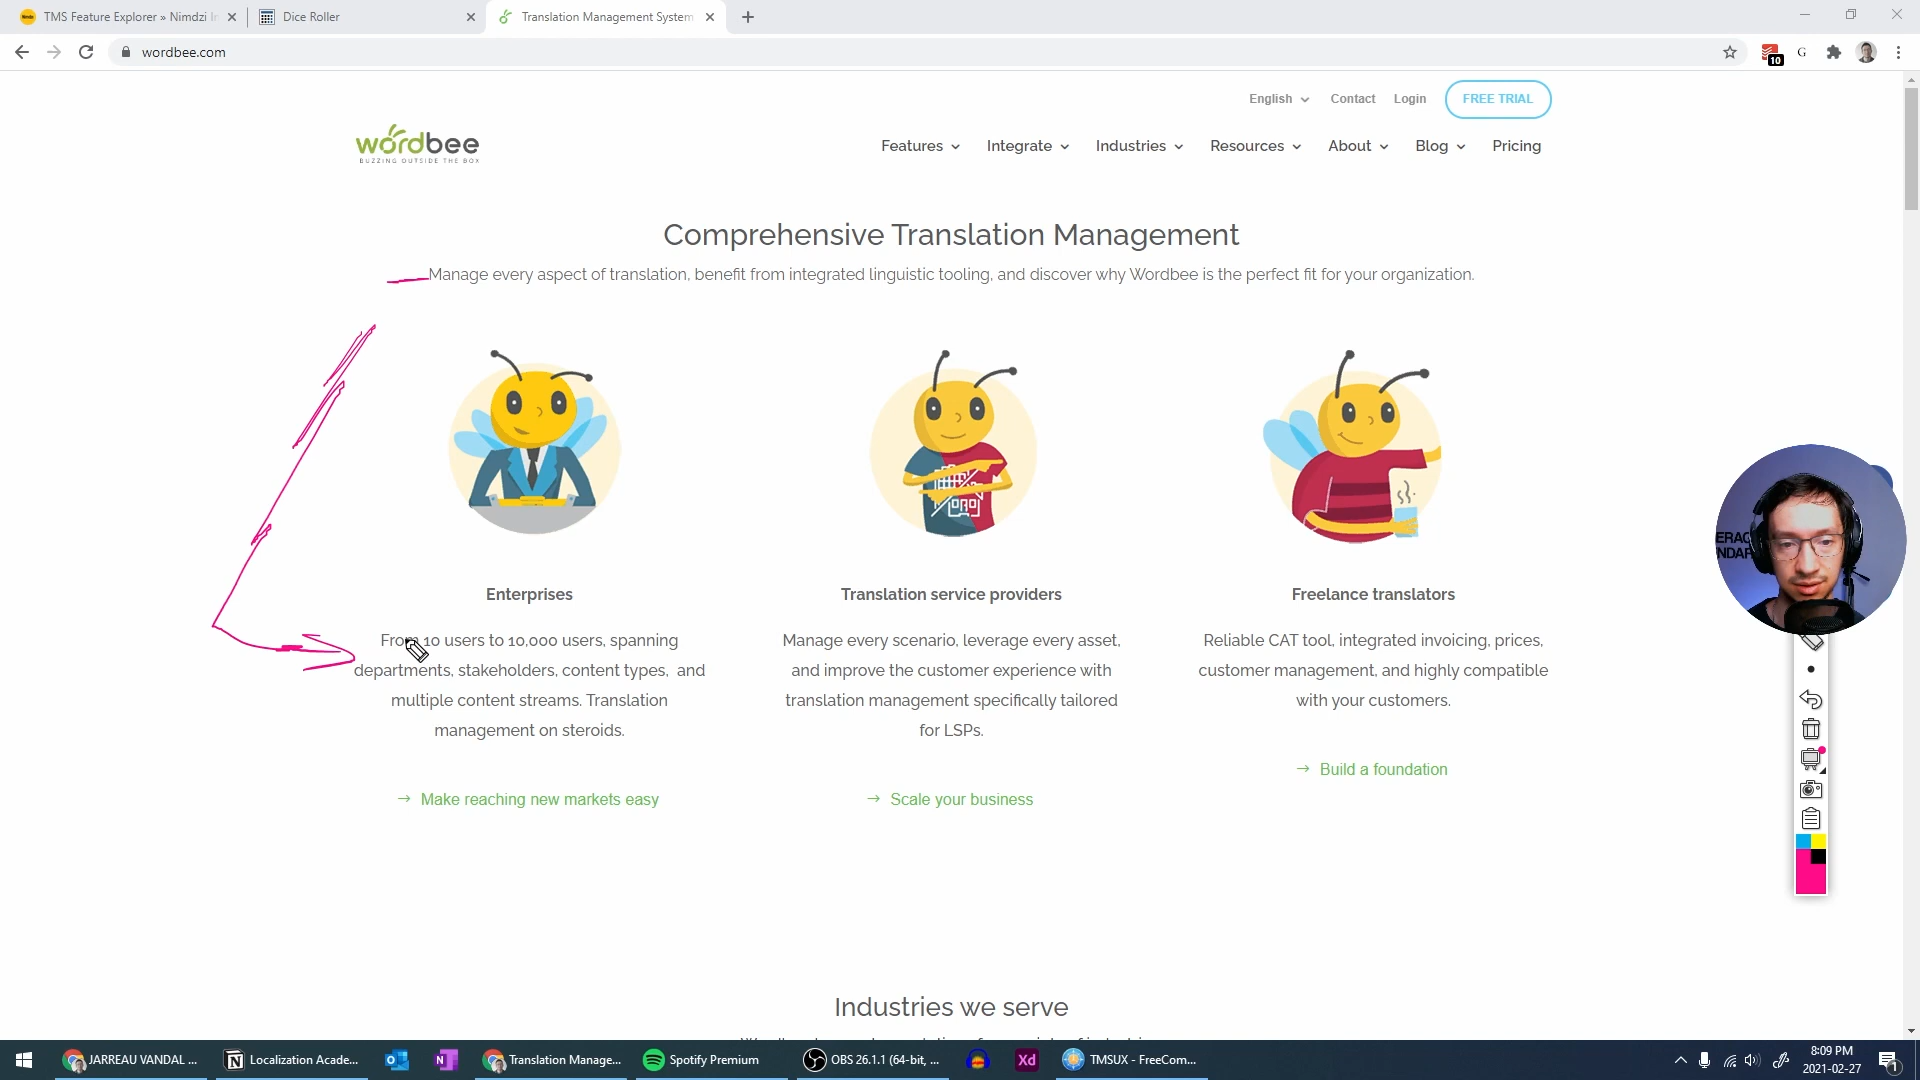 TMS Feature Explorer » Nimdzi In
Dice Roller
Translation Management System
wordbee.com
10
G
English
Contact
Login
FREE TRIAL
wordbee
BUZZING OUTSIDE THE BOX
Features
Integrate
Industries
Resources
About
Blog
Pricing
Comprehensive Translation Management
Manage every aspect of translation, benefit from integrated linguistic tooling, and discover why Wordbee is the perfect fit for your organization.
Enterprises
From 10 users to 10,000 users, spanning
departments, stakeholders, content types, and
multiple content streams. Translation
management on steroids.
→ Make reaching new markets easy
Translation service providers
Manage every scenario, leverage every asset,
and improve the customer experience with
translation management specifically tailored
for LSPs.
→ Scale your business
Freelance translators
Reliable CAT tool, integrated invoicing, prices,
customer management, and highly compatible
with your customers.
→ Build a foundation
Industries we serve
JARREAU VANDAL ...
Localization Acade...
Translation Manage...
Spotify Premium
OBS 26.1.1 (64-bit, ...
Xd
TMSUX - FreeCom...
8:09 PM
2021-02-27
1